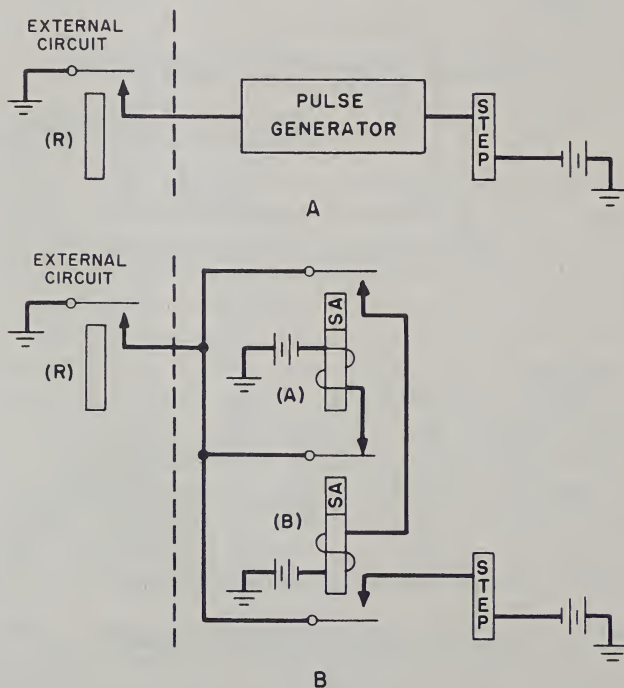 EXTERNAL
CIRCUIT
(R)
PULSE
GENERATOR
STEP
A
EXTERNAL
CIRCUIT
(R)
SA
(A)
SA
(B)
STEP
B